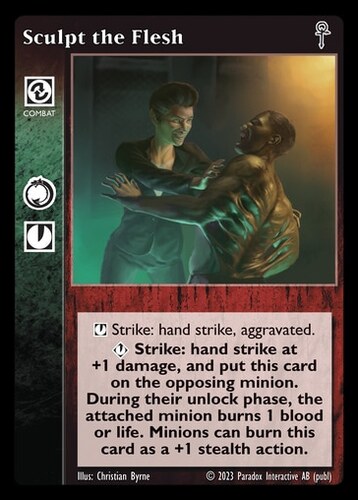 Sculpt the Flesh
COMBAT
Strike: hand strike, aggravated.
Strike: hand strike at
+1 damage, and put this card
on the opposing minion.
During their unlock phase, the
attached minion burns 1 blood
or life. Minions can burn this
card as a +1 stealth action.
Illus: Christian Byrne © 2023 Paradox Interactive AB (publ)